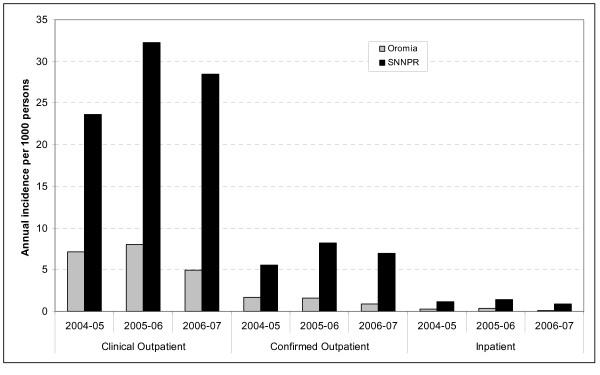 35
30
25
20
15
10
5
0
Annual incidence per 1000 persons
Oromia
SNNPR
2004-05 2005-06 2006-07 2004-05 2005-06 2006-07 2004-05 2005-06 2006-07
Clinical Outpatient Confirmed Outpatient Inpatient